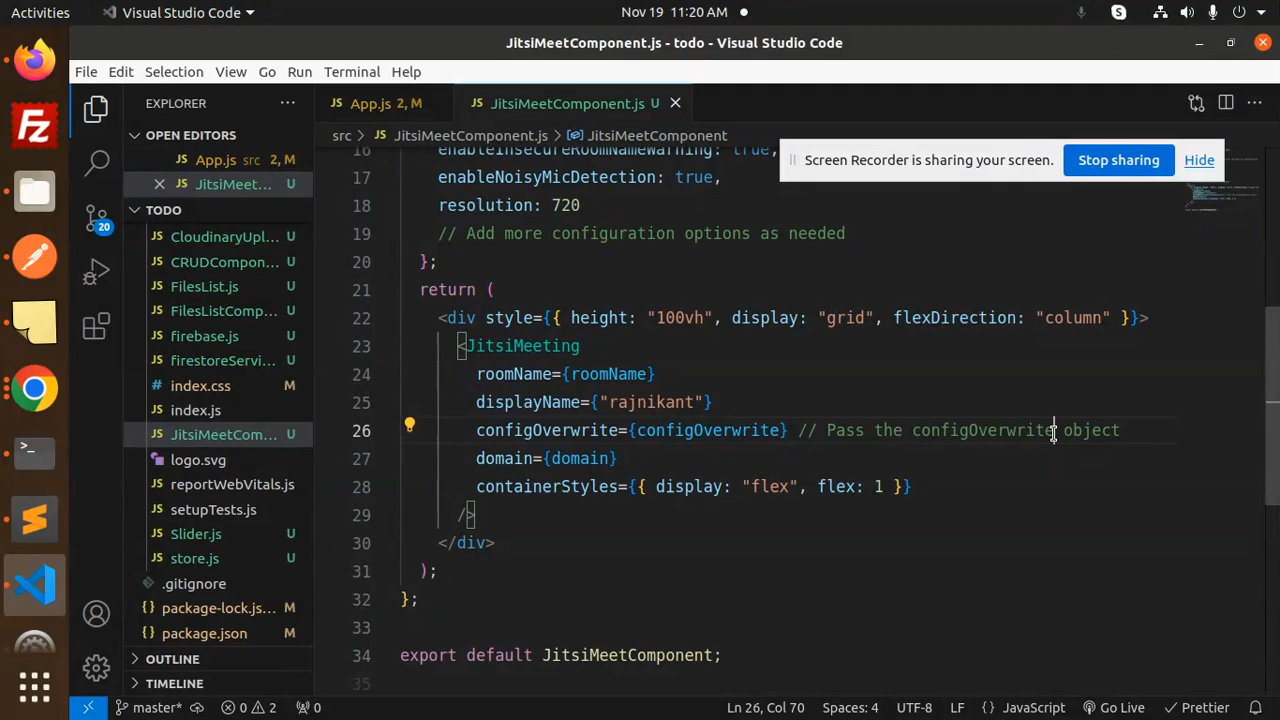 Activities
Visual Studio Code
Nov 19 11:20 AM
JitsiMeetComponent.js - todo - Visual Studio Code
File Edit Selection View Go Run Terminal Help
EXPLORER
OPEN EDITORS
App.js src 2, M
JitsiMeet... U
TODO
CloudinaryUpl... U
CRUDCompon... U
FilesList.js U
FilesListComp... U
firebase.js U
firestoreServi... U
index.css M
index.js
JitsiMeetCom... U
logo.svg
reportWebVitals.js
setupTests.js
Slider.js U
store.js U
.gitignore
package-lock.js... M
package.json M
OUTLINE
TIMELINE
20
App.js 2, M
JitsiMeetComponent.js U
src > JS JitsiMeetComponent.js > JitsiMeetComponent
Screen Recorder is sharing your screen. Stop sharing Hide
16 enableInsecureRoomNameWarning: true,
17 enableNoisyMicDetection: true,
18 resolution: 720
19 // Add more configuration options as needed
20 };
21 return (
22 <div style={{ height: "100vh", display: "grid", flexDirection: "column" }}>
23 <JitsiMeeting
24 roomName={roomName}
25 displayName={"rajnikant"}
26 configOverwrite={configOverwrite} // Pass the configOverwrite object
27 domain={domain}
28 containerStyles={{ display: "flex", flex: 1 }}
29 />
30 </div>
31 );
32 };
33
34 export default JitsiMeetComponent;
35
master* 0 2 0 Ln 26, Col 70 Spaces: 4 UTF-8 LF {} JavaScript Go Live Prettier